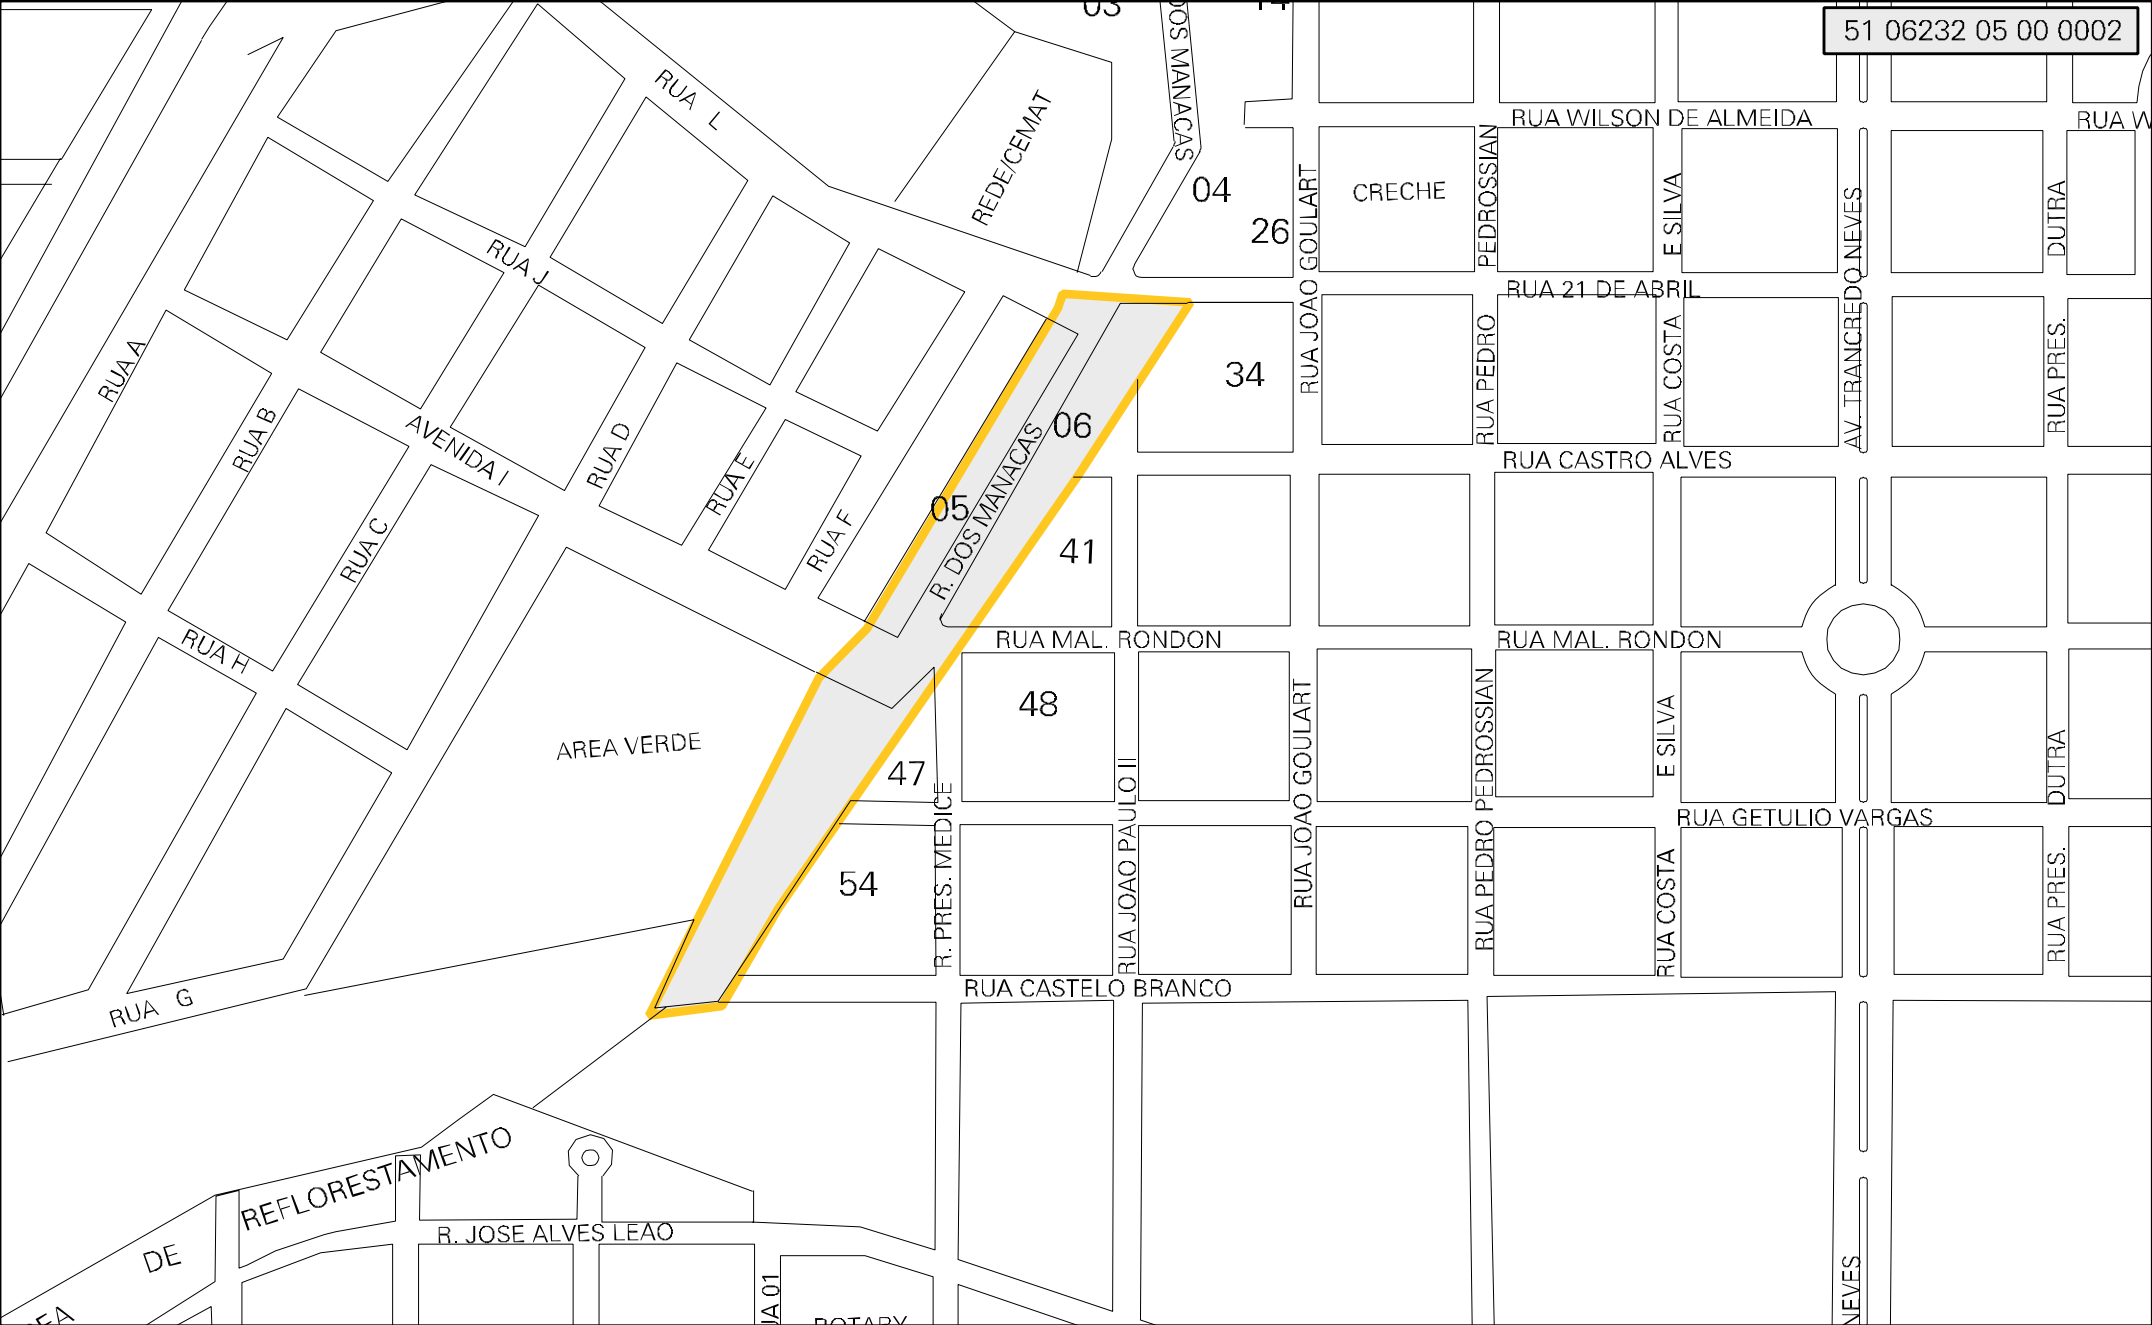 03
14
51 06232 05 00 0002
DOS MANACAS
RUA L
REDE/CEMAT
RUA WILSON DE ALMEIDA
RUA W
04
26
CRECHE
RUA JOAO GOULART
PEDROSSIAN
E SILVA
AV. TRANCREDO NEVES
DUTRA
RUA J
RUA 21 DE ABRIL
RUA A
RUA B
AVENIDA I
RUA C
RUA D
RUA E
RUA F
34
06
05
R. DOS MANACAS
RUA PEDRO
RUA COSTA
RUA PRES.
RUA CASTRO ALVES
41
RUA H
RUA MAL. RONDON
RUA MAL. RONDON
48
AREA VERDE
47
R. PRES. MEDICE
RUA JOAO PAULO II
RUA JOAO GOULART
RUA PEDRO PEDROSSIAN
E SILVA
DUTRA
RUA GETULIO VARGAS
54
RUA COSTA
RUA PRES.
RUA G
RUA CASTELO BRANCO
REFLORESTAMENTO
DE
R. JOSE ALVES LEAO
NEVES